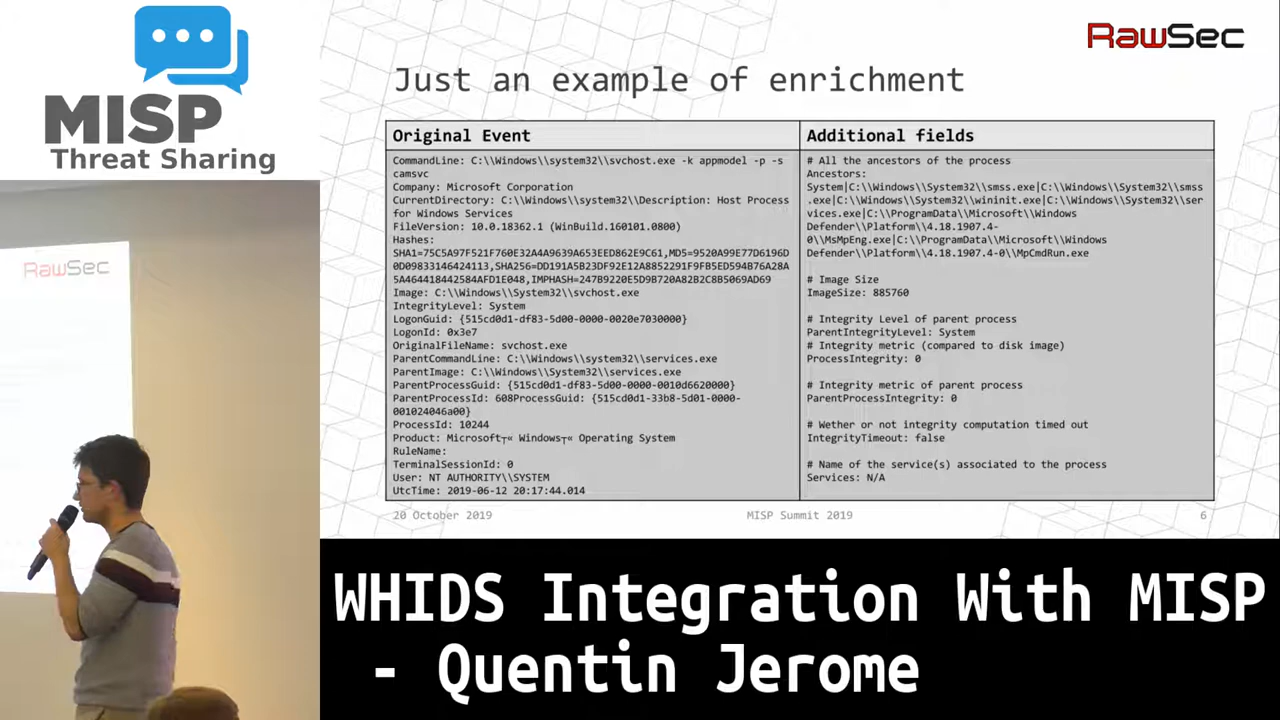 MISP
Threat Sharing
RawSec
RawSec
Just an example of enrichment
Original Event
CommandLine: C:\\Windows\\system32\\svchost.exe -k appmodel -p -s
camsvc
Company: Microsoft Corporation
CurrentDirectory: C:\\Windows\\system32\\Description: Host Process
for Windows Services
FileVersion: 10.0.18362.1 (WinBuild.160101.0800)
Hashes:
SHA1=75C5A97F521F760E32A4A9639A653EED862E9C61,MD5=9520A99E77D6196D
0D09833146424113,SHA256=DD191A5B23DF92E12A8852291F9FB5ED594B76A28A
5A464418442584AFD1E048,IMPHASH=247B9220E5D9B720A82B2C8B5069AD69
Image: C:\\Windows\\System32\\svchost.exe
IntegrityLevel: System
LogonGuid: {515cd0d1-df83-5d00-0000-0020e7030000}
LogonId: 0x3e7
OriginalFileName: svchost.exe
ParentCommandLine: C:\\Windows\\system32\\services.exe
ParentImage: C:\\Windows\\System32\\services.exe
ParentProcessGuid: {515cd0d1-df83-5d00-0000-0010d6620000}
ParentProcessId: 608ProcessGuid: {515cd0d1-33b8-5d01-0000-
001024046a00}
ProcessId: 10244
Product: Microsoft┬« Windows┬« Operating System
RuleName:
TerminalSessionId: 0
User: NT AUTHORITY\\SYSTEM
UtcTime: 2019-06-12 20:17:44.014
Additional fields
# All the ancestors of the process
Ancestors:
System|C:\\Windows\\System32\\smss.exe|C:\\Windows\\System32\\smss
.exe|C:\\Windows\\System32\\wininit.exe|C:\\Windows\\System32\\ser
vices.exe|C:\\ProgramData\\Microsoft\\Windows
Defender\\Platform\\4.18.1907.4-
0\\MsMpEng.exe|C:\\ProgramData\\Microsoft\\Windows
Defender\\Platform\\4.18.1907.4-0\\MpCmdRun.exe
# Image Size
ImageSize: 885760
# Integrity Level of parent process
ParentIntegrityLevel: System
# Integrity metric (compared to disk image)
ProcessIntegrity: 0
# Integrity metric of parent process
ParentProcessIntegrity: 0
# Wether or not integrity computation timed out
IntegrityTimeout: false
# Name of the service(s) associated to the process
Services: N/A
20 October 2019
MISP Summit 2019
6
WHIDS Integration With MISP
- Quentin Jerome